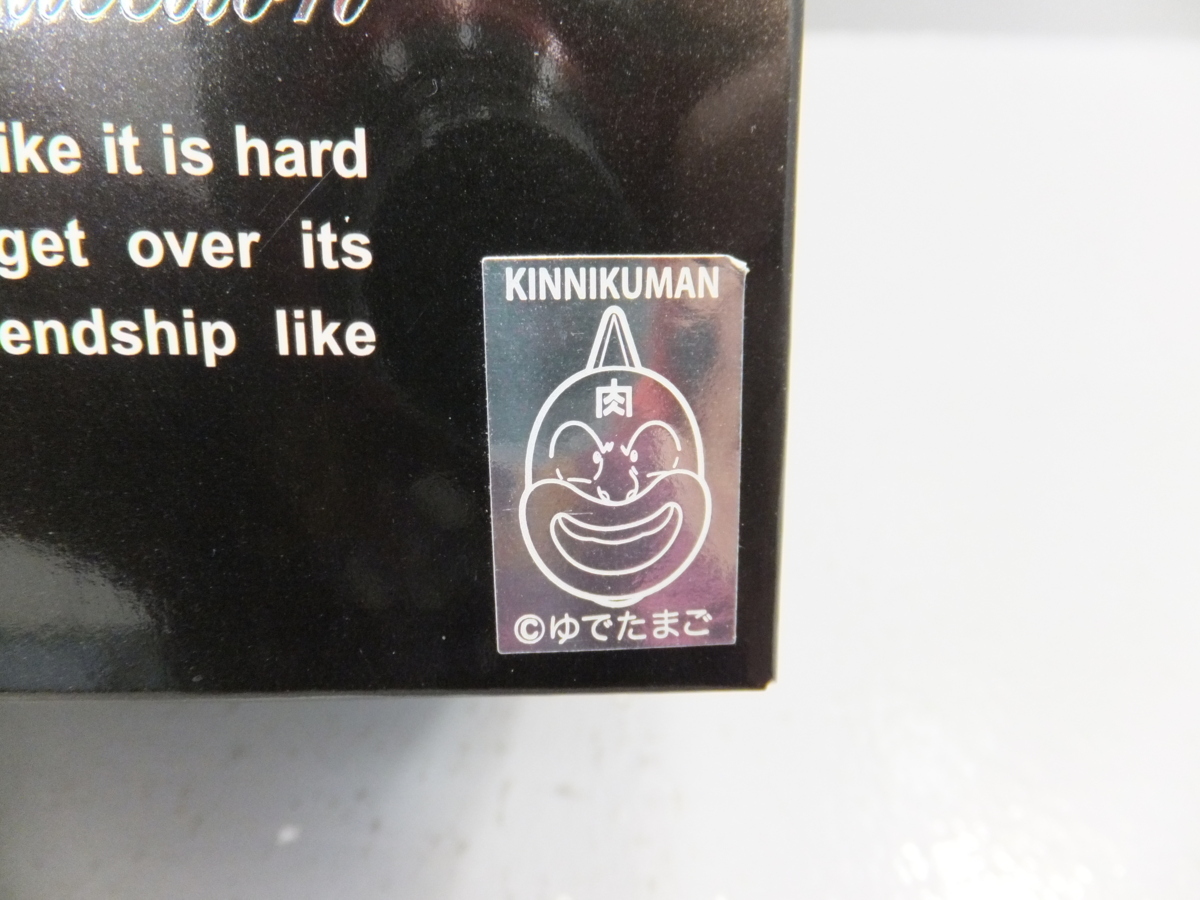 ike it is hard
get over its
endship like
KINNIKUMAN
肉
©ゆでたまご